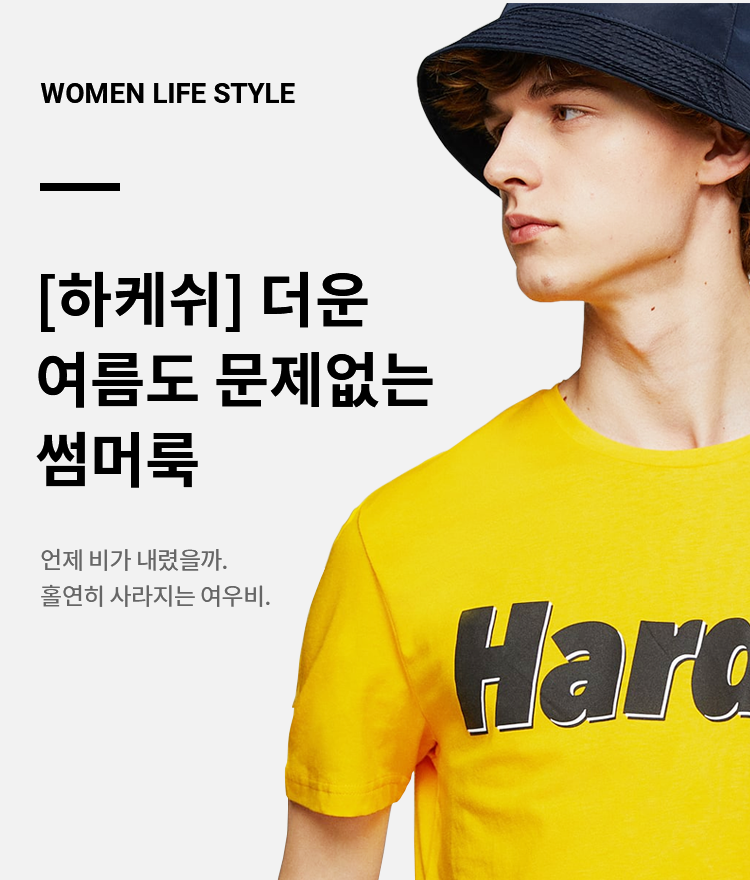 WOMEN LIFE STYLE
[하케쉬] 더운
여름도 문제없는
썸머룩
언제 비가 내렸을까.
홀연히 사라지는 여우비.
Hard